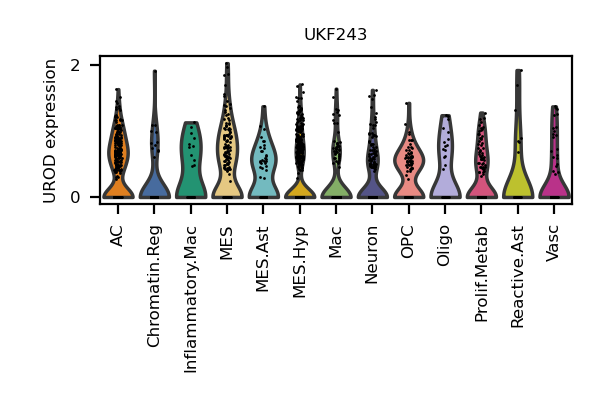 UKF243
UROD expression
2
0
AC
Chromatin.Reg
Inflammatory.Mac
MES
MES.Ast
MES.Hyp
Mac
Neuron
OPC
Oligo
Prolif.Metab
Reactive.Ast
Vasc